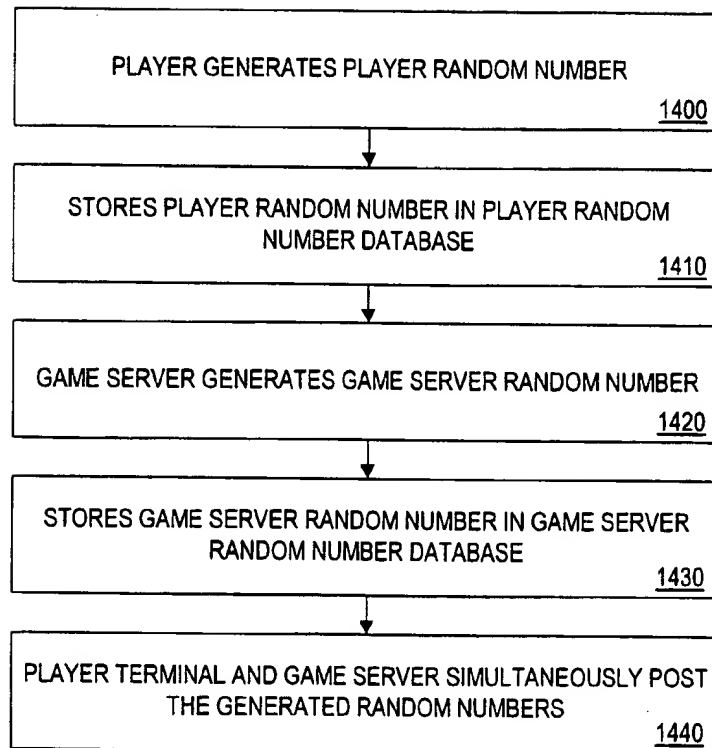 PLAYER GENERATES PLAYER RANDOM NUMBER
1400
STORES PLAYER RANDOM NUMBER IN PLAYER RANDOM
NUMBER DATABASE
1410
GAME SERVER GENERATES GAME SERVER RANDOM NUMBER
1420
STORES GAME SERVER RANDOM NUMBER IN GAME SERVER
RANDOM NUMBER DATABASE
1430
PLAYER TERMINAL AND GAME SERVER SIMULTANEOUSLY POST
THE GENERATED RANDOM NUMBERS
1440